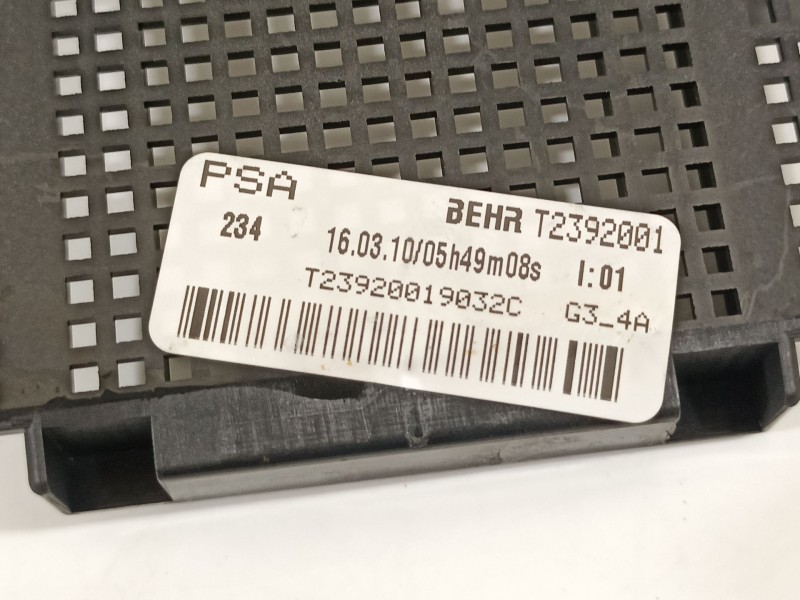 PSA
BEHR T2392001
234
16.03.10/05h49m08s I:01
T23920019032C G3_4A